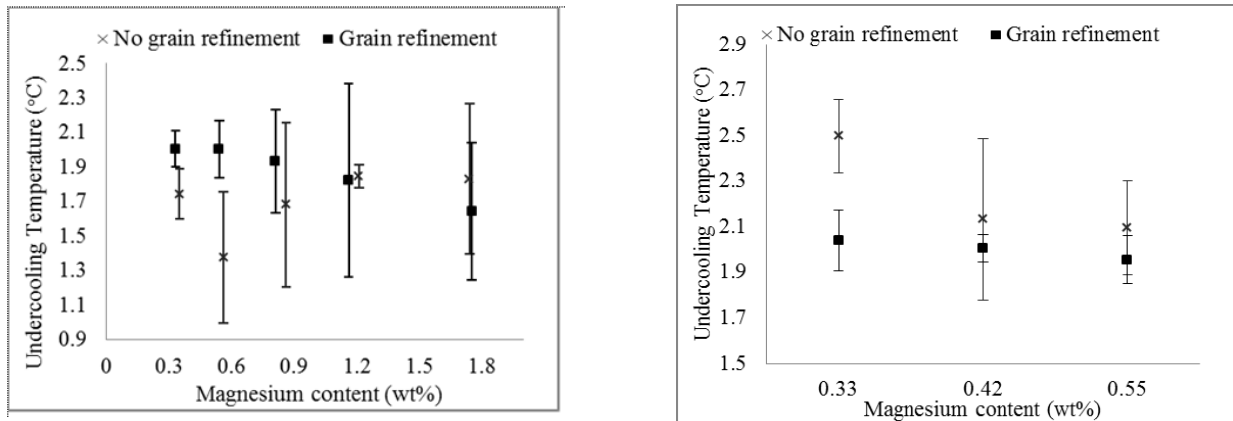 × No grain refinement ■ Grain refinement
Undercooling Temperature (°C)
2.5
2.3
2.1
1.9
1.7
1.5
1.3
1.1
0.9
0 0.3 0.6 0.9 1.2 1.5 1.8
Magnesium content (wt%)
× No grain refinement ■ Grain refinement
Undercooling Temperature (°C)
2.9
2.7
2.5
2.3
2.1
1.9
1.7
1.5
0.33 0.42 0.55
Magnesium content (wt%)